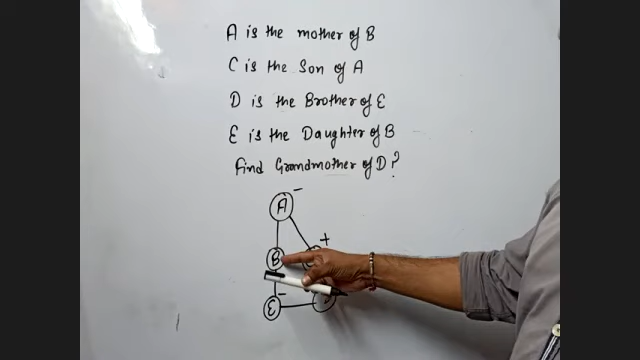 A is the mother of B
C is the Son of A
D is the Brother of E
E is the Daughter of B
Find Grandmother of D?
A -
B +
E -